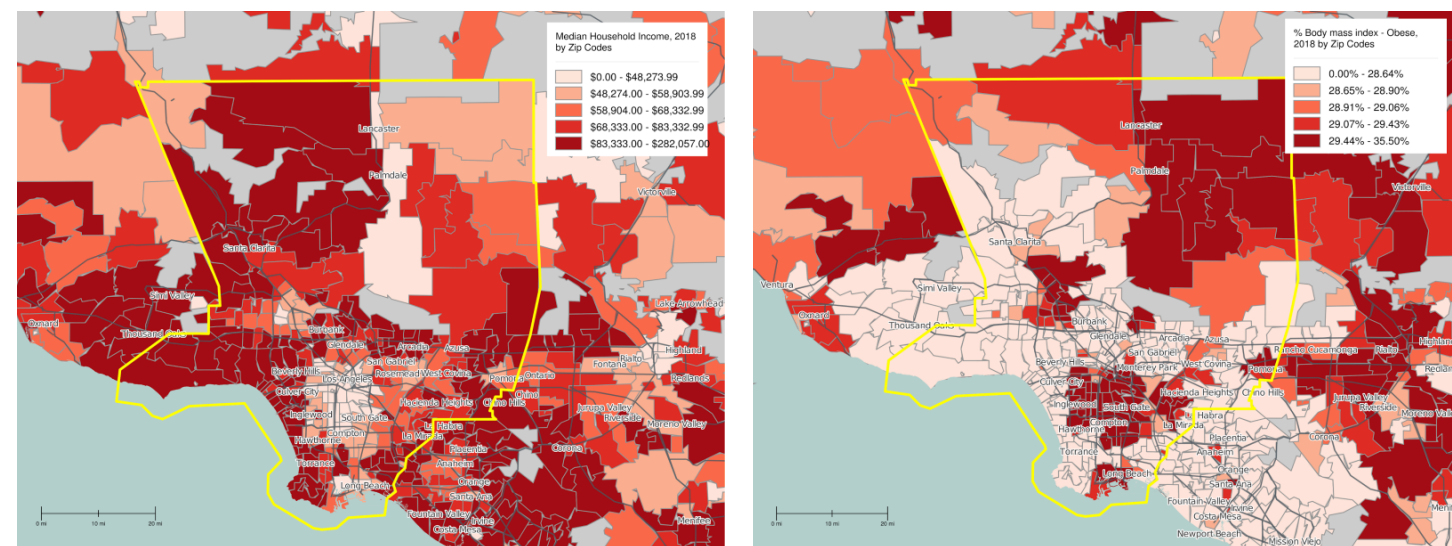 Median Household Income, 2018
by Zip Codes
$0.00 - $48,273.99
$48,274.00 - $58,903.99
$58,904.00 - $68,332.99
$68,333.00 - $83,332.99
$83,333.00 - $282,057.00
Lancaster
Palmdale
Victorville
Santa Clarita
Simi Valley
Lake Arrowhead
Oxnard
Thousand Oaks
Burbank
Glendale
Arcadia
Azusa
San Gabriel
Rialto
Highland
Fontana
Beverly Hills
Los Angeles
Rosemead
West Covina
Pomona
Ontario
Redlands
Culver City
Chino
Hacienda Heights
Chino Hills
Inglewood
South Gate
Jurupa Valley
Riverside
La Habra
Moreno Valley
Compton
La Mirada
Hawthorne
Placentia
Corona
Torrance
Anaheim
Long Beach
Orange
Santa Ana
Fountain Valley
Irvine
Costa Mesa
Menifee
0 mi
10 mi
20 mi
% Body mass index - Obese,
2018 by Zip Codes
0.00% - 28.64%
28.65% - 28.90%
28.91% - 29.06%
29.07% - 29.43%
29.44% - 35.50%
Lancaster
Palmdale
Victorville
Santa Clarita
Ventura
Simi Valley
Oxnard
Thousand Oaks
Burbank
Glendale
Arcadia
Azusa
San Gabriel
Rancho Cucamonga
Rialto
Beverly Hills
Monterey Park
West Covina
Pomona
Culver City
Hacienda Heights
Chino Hills
Inglewood
South Gate
Jurupa Valley
Riverside
La Habra
Moreno Valley
Compton
La Mirada
Hawthorne
Placentia
Corona
Torrance
Anaheim
Long Beach
Orange
Santa Ana
Fountain Valley
Irvine
Costa Mesa
Newport Beach
Mission Viejo
0 mi
10 mi
20 mi